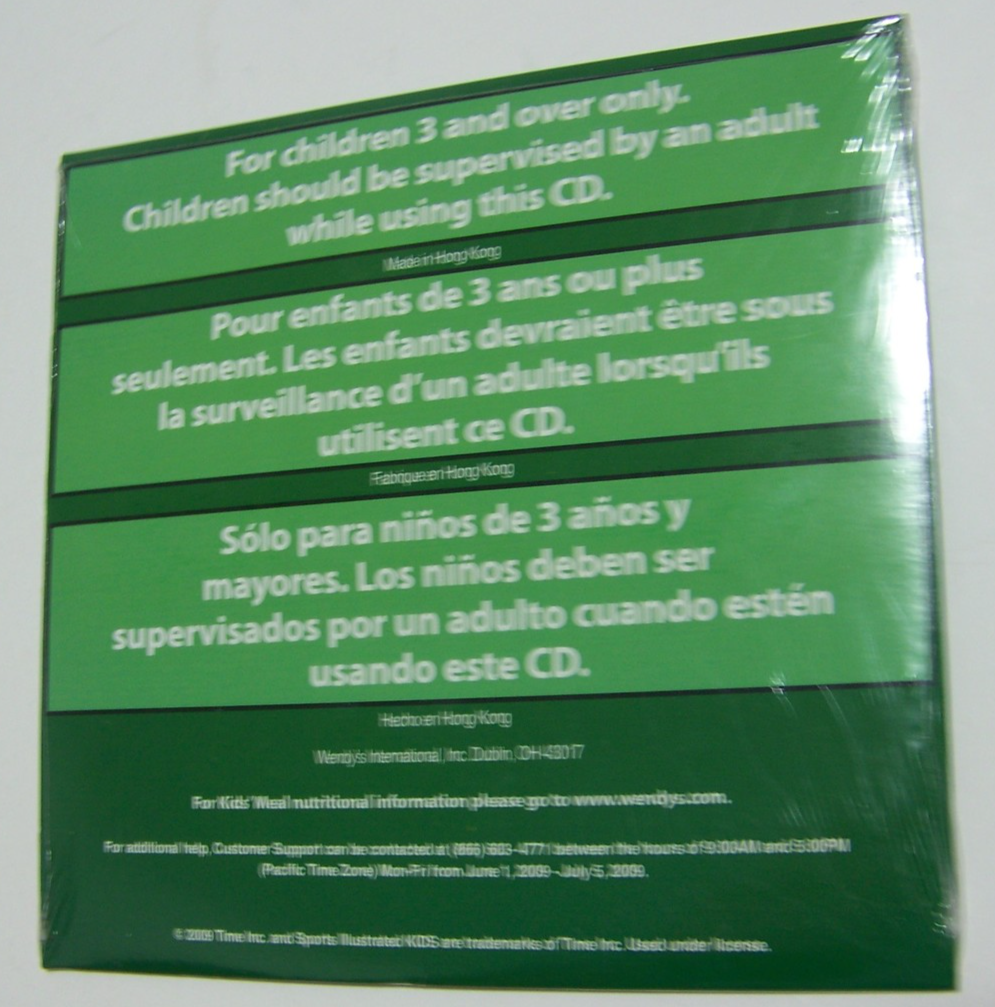 For children 3 and over only.
Children should be supervised by an adult
while using this CD.
Made in Hong Kong
Pour enfants de 3 ans ou plus
seulement. Les enfants devraient être sous
la surveillance d'un adulte lorsqu'ils
utilisent ce CD.
Fabrique en Hong Kong
Sólo para niños de 3 años y
mayores. Los niños deben ser
supervisados por un adulto cuando estén
usando este CD.
Hecho en Hong Kong
Wendy's International, Inc. Dublin, OH 43017
For Kids' Meal nutritional information please go to www.wendys.com.
For additional help, Customer Support can be contacted at between the hours of 9:00AM and 5:00PM
(Pacific Time Zone) Mon-Fri from June 1, 2009 - July 5, 2009.
© 2009 Time Inc. and Sports Illustrated KIDS are trademarks of Time Inc. Used under license.